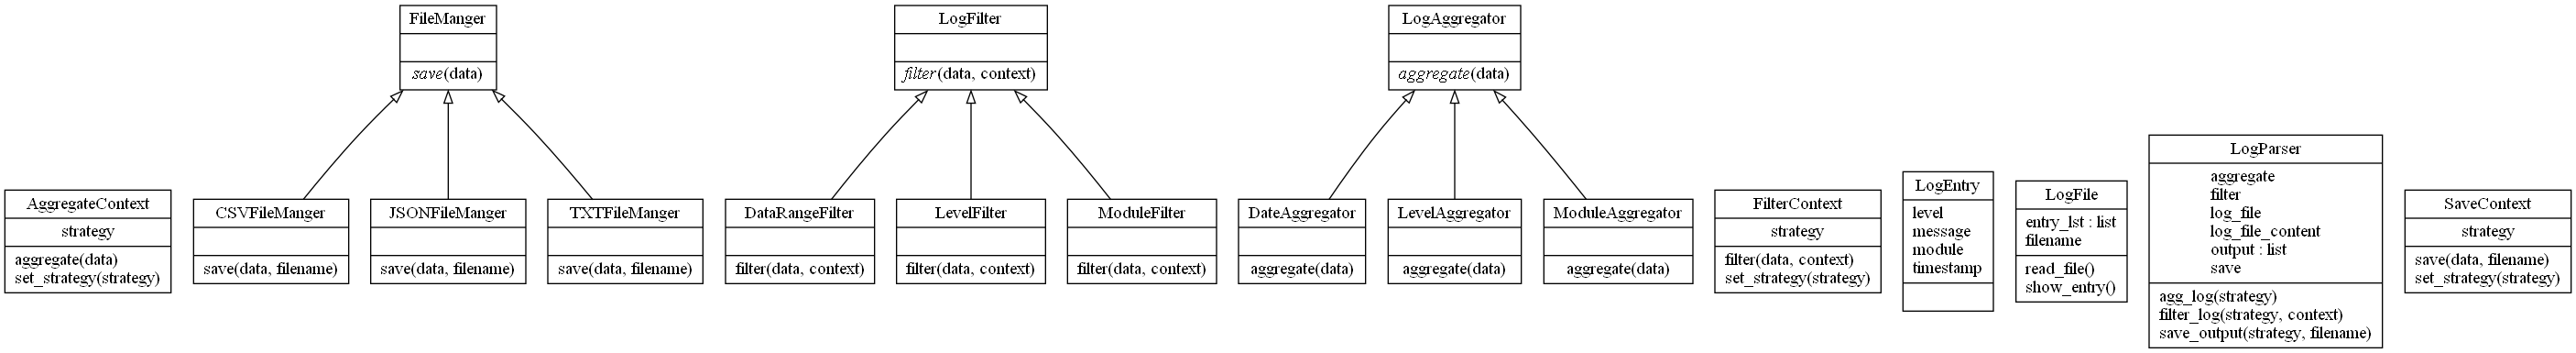 FileManger
save(data)
LogFilter
filter(data, context)
LogAggregator
aggregate(data)
AggregateContext
strategy
aggregate(data)
set_strategy(strategy)
CSVFileManger
save(data, filename)
JSONFileManger
save(data, filename)
TXTFileManger
save(data, filename)
DataRangeFilter
filter(data, context)
LevelFilter
filter(data, context)
ModuleFilter
filter(data, context)
DateAggregator
aggregate(data)
LevelAggregator
aggregate(data)
ModuleAggregator
aggregate(data)
FilterContext
strategy
filter(data, context)
set_strategy(strategy)
LogEntry
level
message
module
timestamp
LogFile
entry_lst : list
filename
read_file()
show_entry()
LogParser
aggregate
filter
log_file
log_file_content
output : list
save
agg_log(strategy)
filter_log(strategy, context)
save_output(strategy, filename)
SaveContext
strategy
save(data, filename)
set_strategy(strategy)